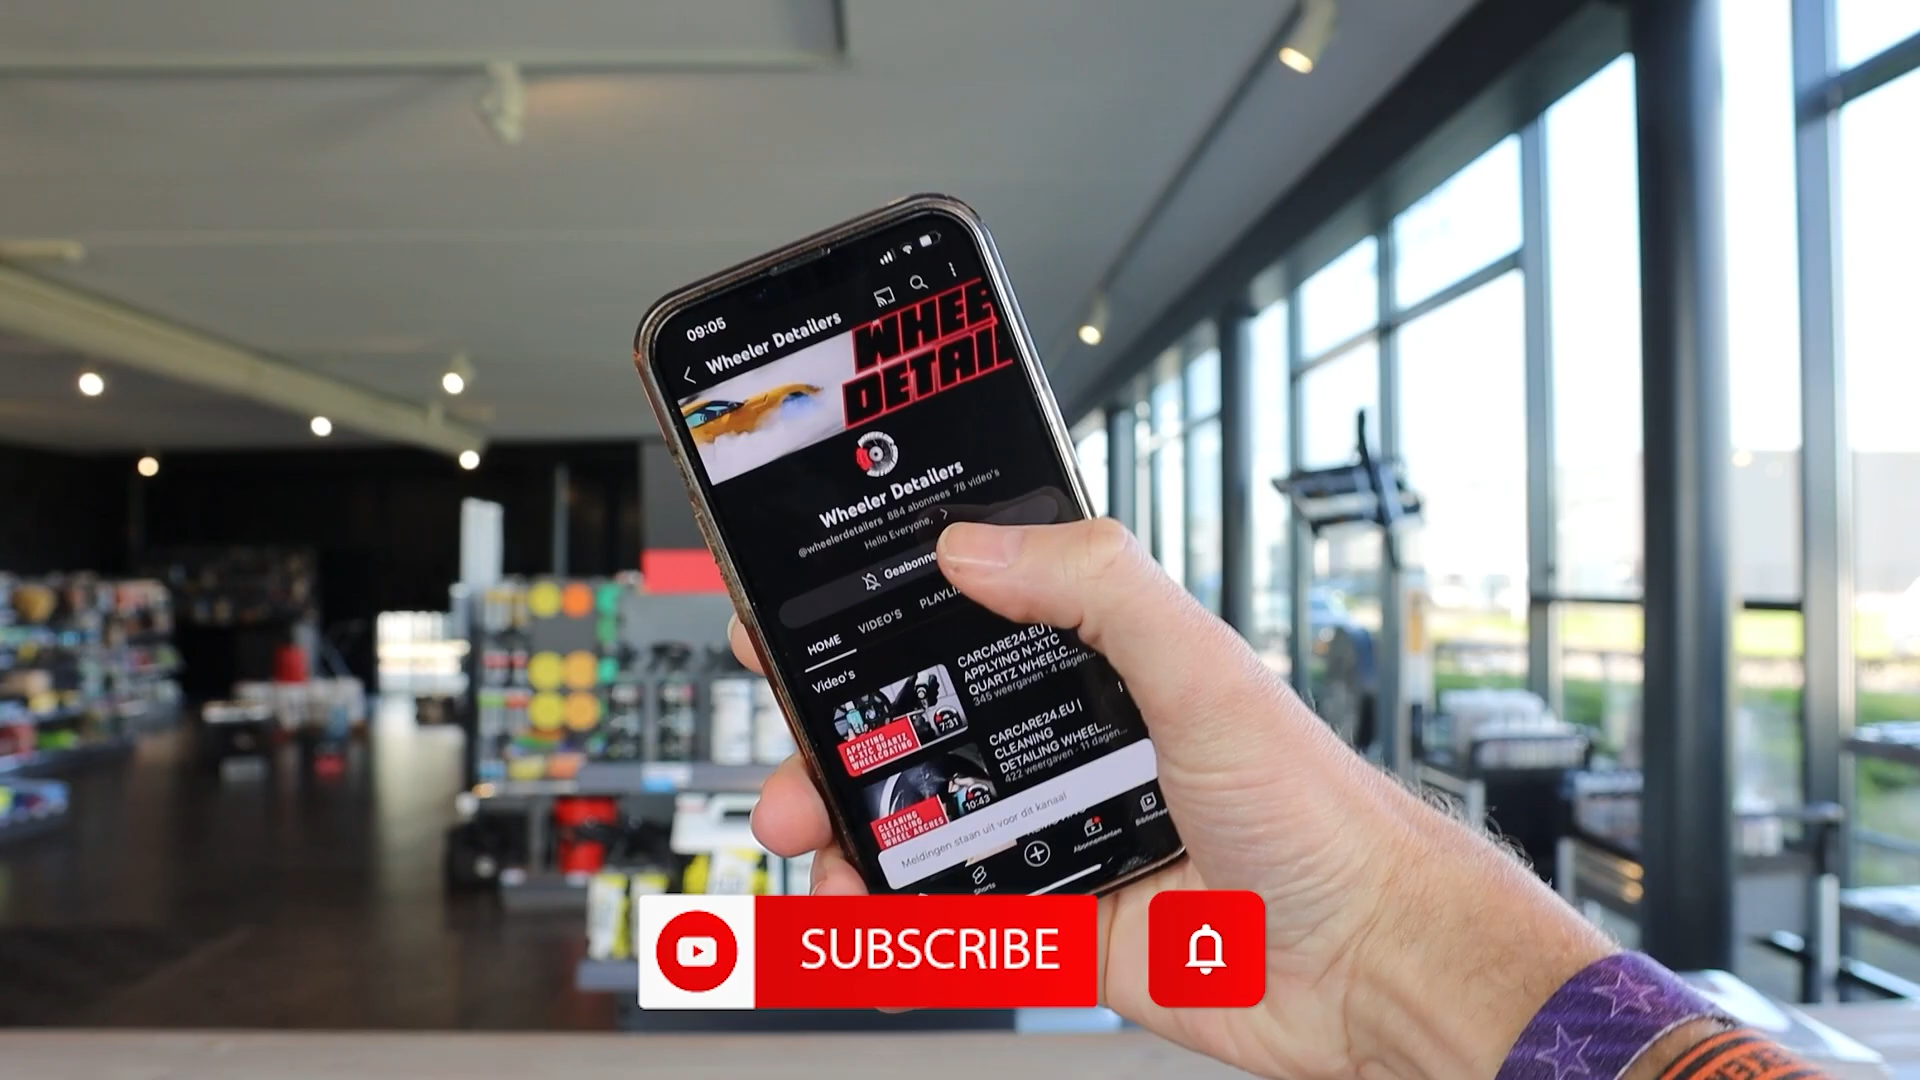 09:05
Wheeler Detailers
WHEE
DETAIL
Wheeler Detailers
@wheelerdetailers 884 abonnees 78 video's
Hello Everyone,
Geabonne
HOME VIDEO'S PLAYLI
Video's
CARCARE24.EU |
APPLYING N-XTC
QUARTZ WHEELC...
345 weergaven · 4 dagen...
7:31
APPLYING
N-XTC QUARTZ
WHEELCOATING
CARCARE24.EU |
CLEANING
DETAILING WHEEL...
422 weergaven · 11 dagen...
10:43
CLEANING
DETAILING
WHEEL ARCHES
Meldingen staan uit voor dit kanaal
Shorts
Abonnementen
SUBSCRIBE